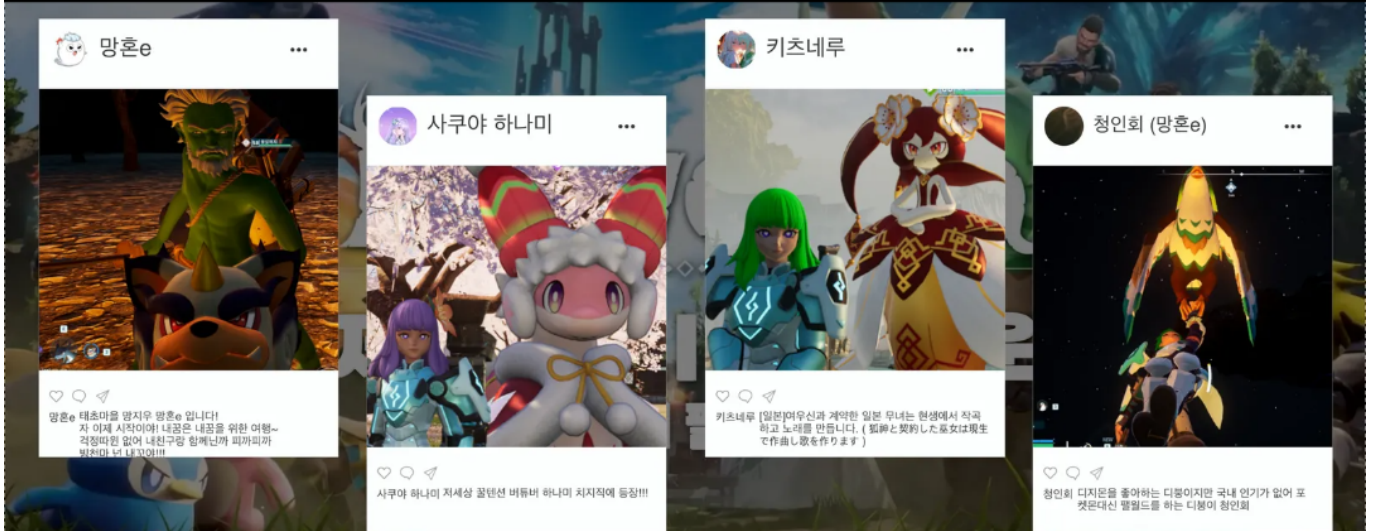 망혼e
태초마을 망지우 망혼e 입니다!
자 이제 시작이야! 내꿈은 내꿈을 위한 여행~
걱정따윈 없어 내친구랑 함께닌까 피까피까
방천마 넌 내꼬야!!!
사쿠야 하나미
사쿠야 하나미 저세상 꿀텐션 버튜버 하나미 치지직에 등장!!!
키츠네루
키츠네루 [일본]여우신과 계약한 일본 무녀는 현생에서 작곡
하고 노래를 만듭니다. ( 狐神と契約した巫女は現生
で作曲し歌を作ります )
청인회 (망혼e)
청인회 디지몬을 좋아하는 디붕이지만 국내 인기가 없어 포
켓몬대신 팰월드를 하는 디붕이 청인회